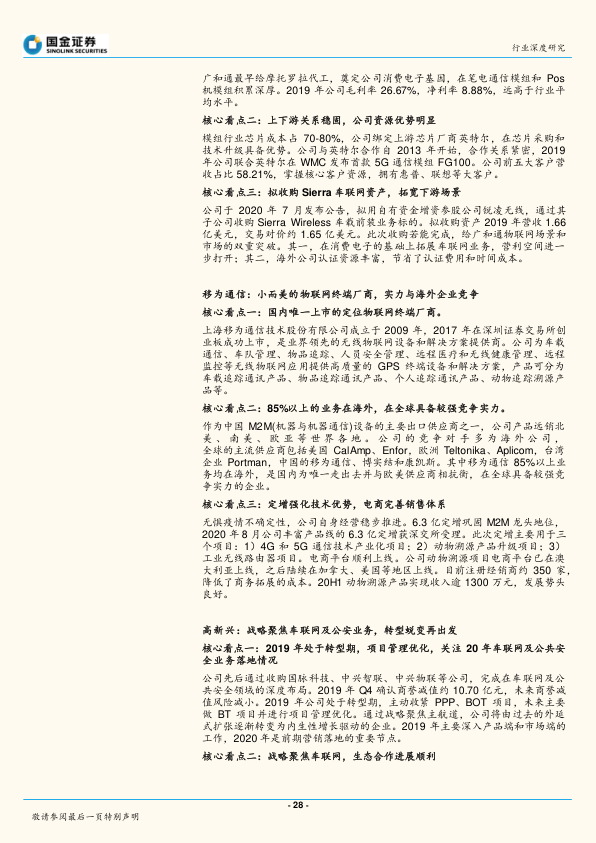 国金证券
SINOLINK SECURITIES
行业深度研究
广和通最早给摩托罗拉代工，奠定公司消费电子基因，在笔电通信模组和 Pos
机模组积累深厚。2019 年公司毛利率 26.67%，净利率 8.88%，远高于行业平
均水平。
核心看点二：上下游关系稳固，公司资源优势明显
模组行业芯片成本占 70-80%，公司绑定上游芯片厂商英特尔，在芯片采购和
技术升级具备优势。公司与英特尔合作自 2013 年开始，合作关系紧密，2019
年公司联合英特尔在 WMC 发布首款 5G 通信模组 FG100。公司前五大客户营
收占比 58.21%，掌握核心客户资源，拥有惠普、联想等大客户。
核心看点三：拟收购 Sierra 车联网资产，拓宽下游场景
公司于 2020 年 7 月发布公告，拟用自有资金增资参股公司锐凌无线，通过其
子公司收购 Sierra Wireless 车载前装业务标的。拟收购资产 2019 年营收 1.66
亿美元，交易对价约 1.65 亿美元。此次收购若能完成，给广和通物联网场景和
市场的双重突破。其一，在消费电子的基础上拓展车联网业务，营利空间进一
步打开；其二，海外公司认证资源丰富，节省了认证费用和时间成本。
移为通信：小而美的物联网终端厂商，实力与海外企业竞争
核心看点一：国内唯一上市的定位物联网终端厂商。
上海移为通信技术股份有限公司成立于 2009 年，2017 年在深圳证券交易所创
业板成功上市，是业界领先的无线物联网设备和解决方案提供商。公司为车载
通信、车队管理、物品追踪、人员安全管理、远程医疗和无线健康管理、远程
监控等无线物联网应用提供高质量的 GPS 终端设备和解决方案，产品可分为
车载追踪通讯产品、物品追踪通讯产品、个人追踪通讯产品、动物追踪溯源产
品等。
核心看点二：85%以上的业务在海外，在全球具备较强竞争实力。
作为中国 M2M(机器与机器通信)设备的主要出口供应商之一，公司产品远销北
美、南美、欧亚等世界各地。公司的竞争对手多为海外公司，
全球的主流供应商包括美国 CalAmp、Enfor，欧洲 Teltonika、Aplicom，台湾
企业 Portman，中国的移为通信、博实结和康凯斯。其中移为通信 85%以上业
务均在海外，是国内为唯一走出去并与欧美供应商相抗衡，在全球具备较强竞
争实力的企业。
核心看点三：定增强化技术优势，电商完善销售体系
无惧疫情不确定性，公司自身经营稳步推进。6.3 亿定增巩固 M2M 龙头地位，
2020 年 8 月公司丰富产品线的 6.3 亿定增获深交所受理。此次定增主要用于三
个项目：1）4G 和 5G 通信技术产业化项目；2）动物溯源产品升级项目；3）
工业无线路由器项目。电商平台顺利上线。公司动物溯源项目电商平台已在澳
大利亚上线，之后陆续在加拿大、美国等地区上线。目前注册经销商约 350 家，
降低了商务拓展的成本。20H1 动物溯源产品实现收入逾 1300 万元，发展势头
良好。
高新兴：战略聚焦车联网及公安业务，转型蜕变再出发
核心看点一：2019 年处于转型期，项目管理优化，关注 20 年车联网及公共安
全业务落地情况
公司先后通过收购国脉科技、中兴智联、中兴物联等公司，完成在车联网及公
共安全领域的深度布局。2019 年 Q4 确认商誉减值约 10.70 亿元，未来商誉减
值风险减小。2019 年公司处于转型期，主动收紧 PPP、BOT 项目，未来主要
做 BT 项目并进行项目管理优化。通过战略聚焦主航道，公司将由过去的外延
式扩张逐渐转变为内生性增长驱动的企业。2019 年主要深入产品端和市场端的
工作，2020 年是前期营销落地的重要节点。
核心看点二：战略聚焦车联网，生态合作进展顺利
- 28 -
敬请参阅最后一页特别声明